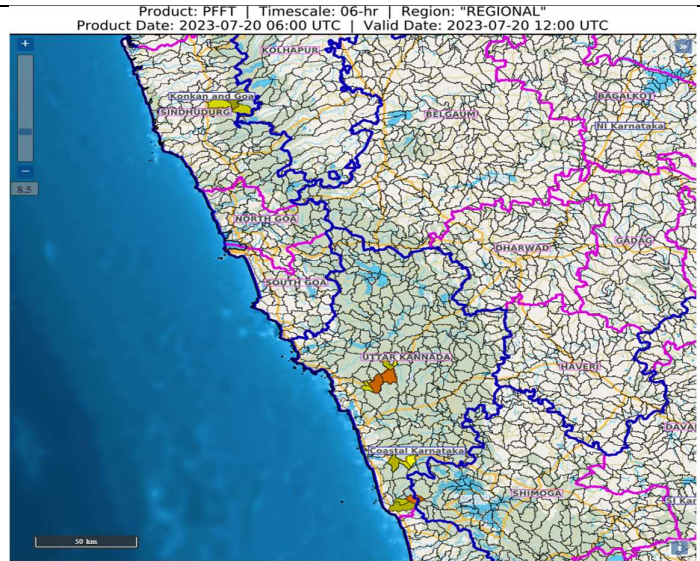 Product: PFFT | Timescale: 06-hr | Region: "REGIONAL"
Product Date: 2023-07-20 06:00 UTC | Valid Date: 2023-07-20 12:00 UTC
+
»
KOLHAPUR
Konkan and Goa
SINDHUDURG
BAGALKOT
BELGAUM
NI Karnataka
−
8.5
NORTH GOA
DHARWAD
GADAG
SOUTH GOA
UTTAR KANNADA
HAVERI
DAVA
Coastal Karnataka
SHIMOGA
SI Kar
50 km